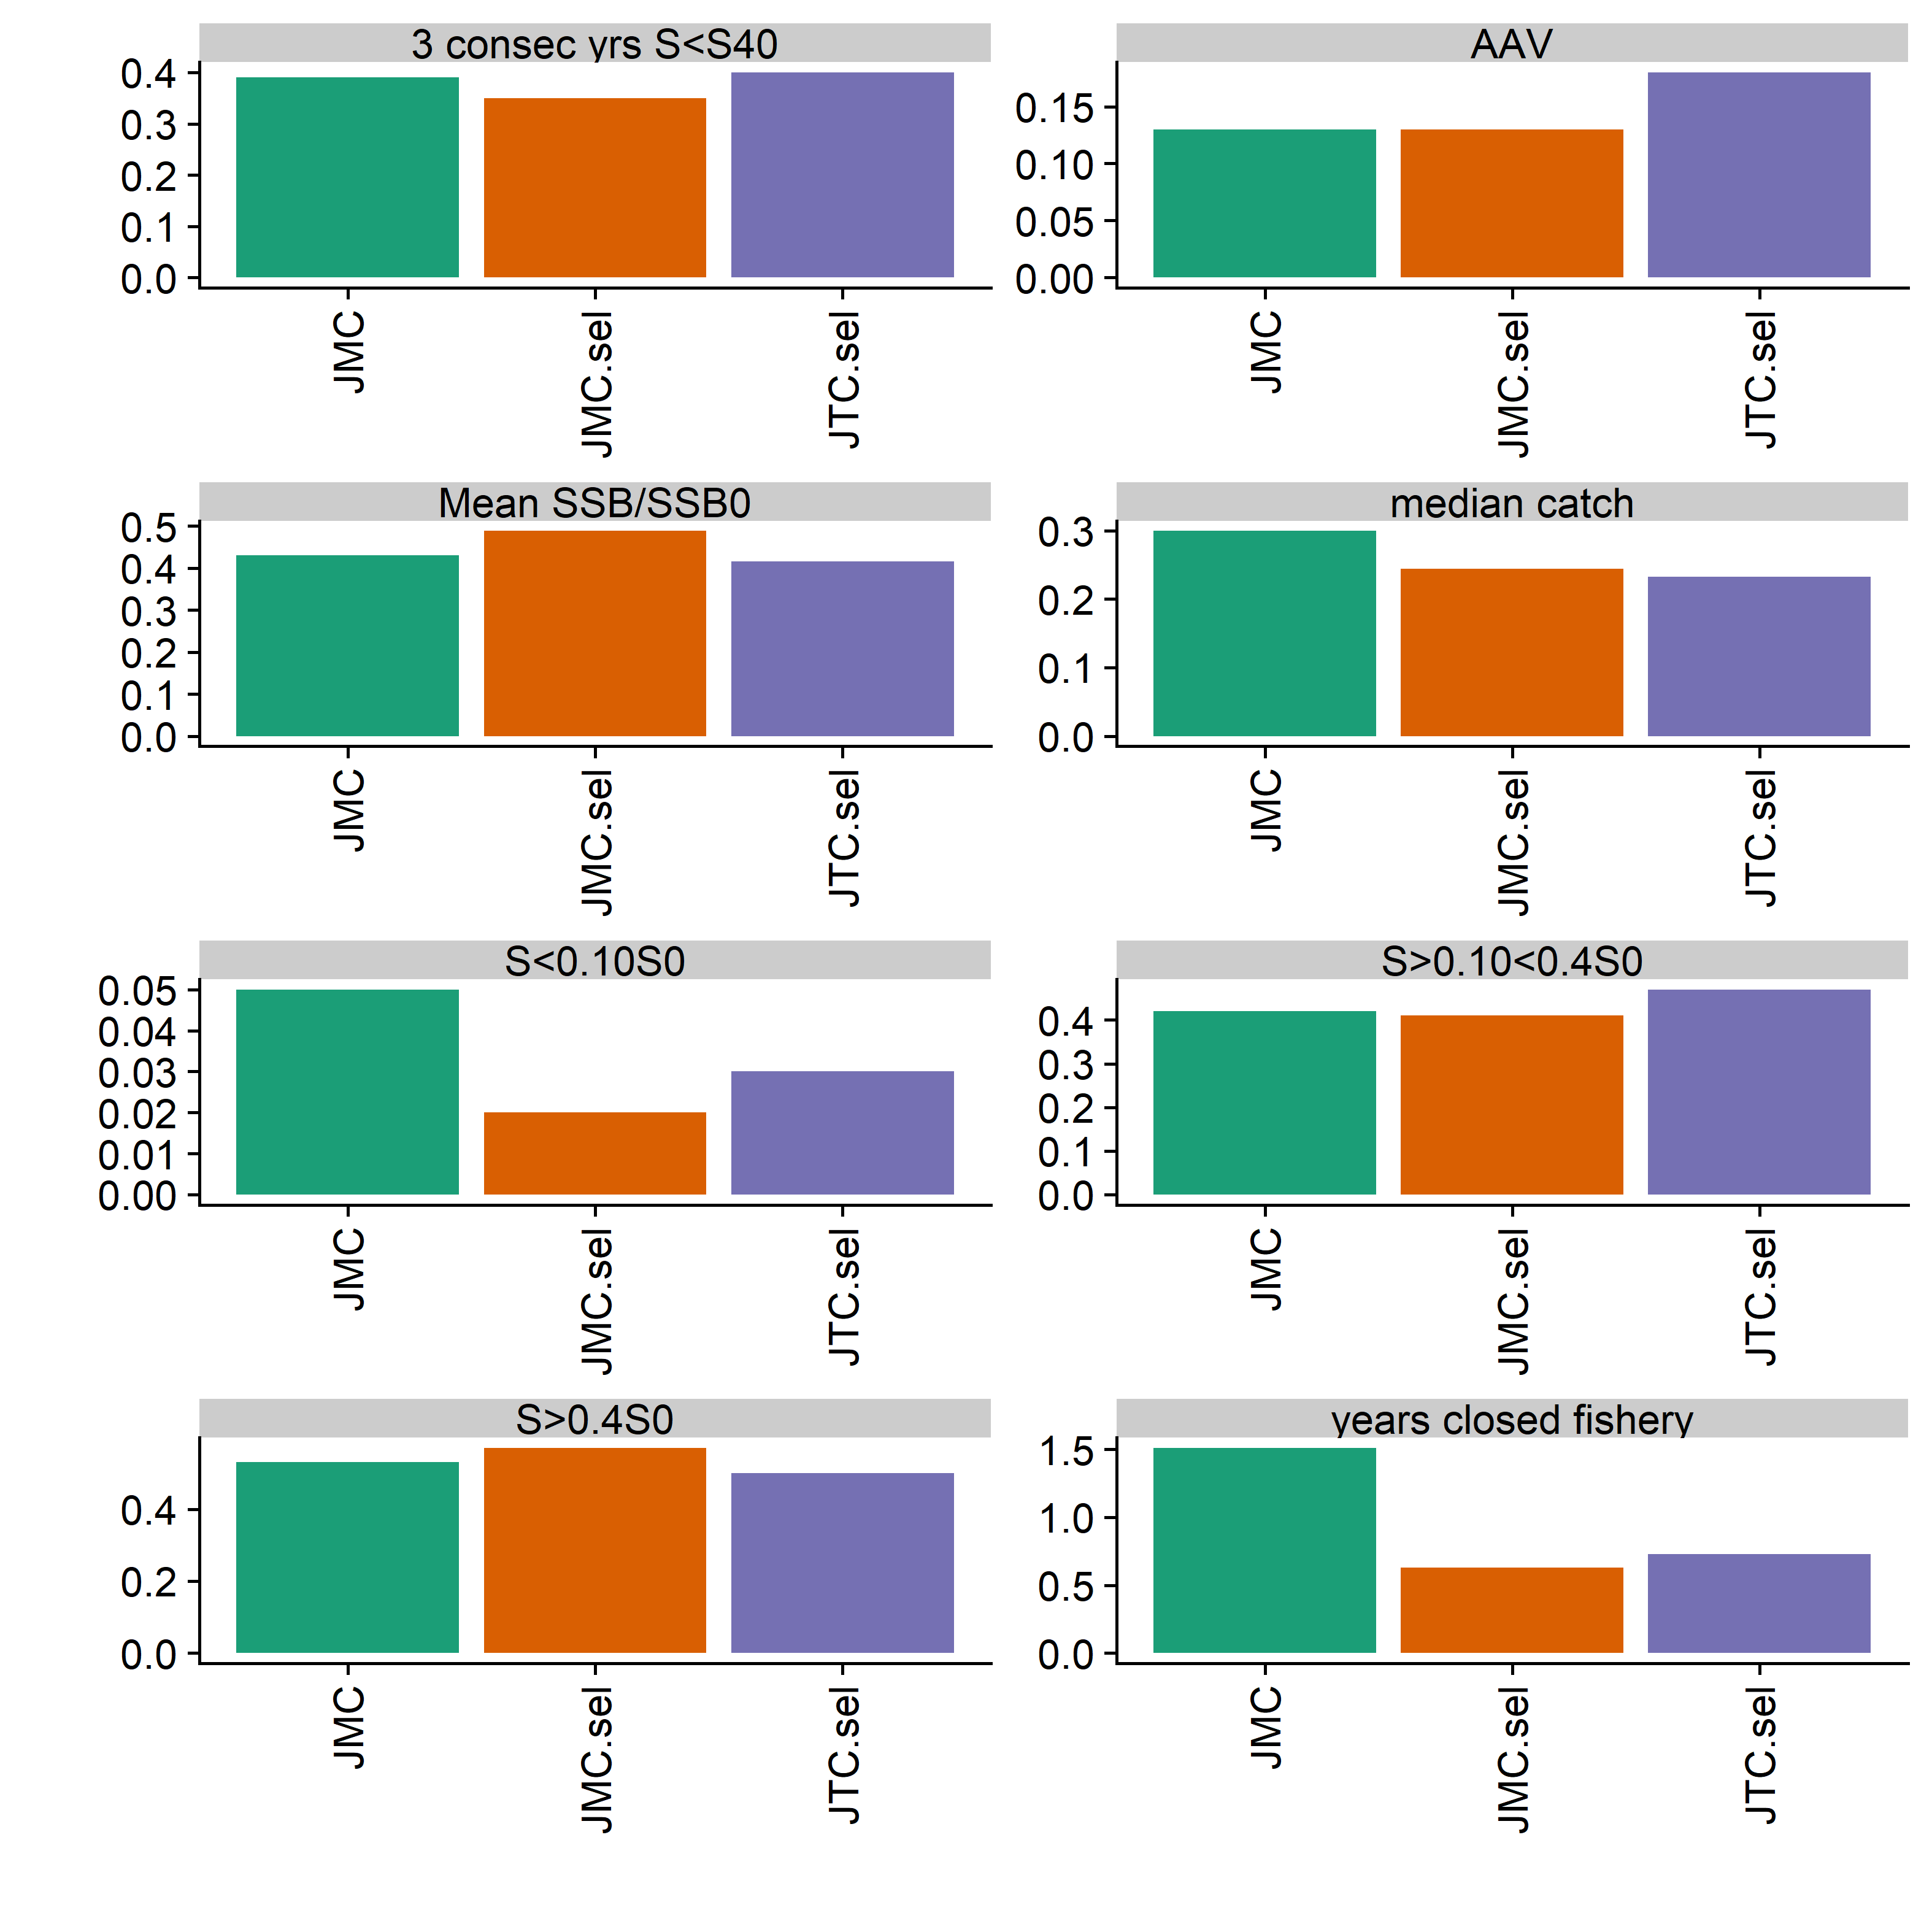 3 consec yrs S<S40
0.4
0.3
0.2
0.1
0.0
JMC
JMC.sel
JTC.sel
AAV
0.15
0.10
0.05
0.00
JMC
JMC.sel
JTC.sel
Mean SSB/SSB0
0.5
0.4
0.3
0.2
0.1
0.0
JMC
JMC.sel
JTC.sel
median catch
0.3
0.2
0.1
0.0
JMC
JMC.sel
JTC.sel
S<0.10S0
0.05
0.04
0.03
0.02
0.01
0.00
JMC
JMC.sel
JTC.sel
S>0.10<0.4S0
0.4
0.3
0.2
0.1
0.0
JMC
JMC.sel
JTC.sel
S>0.4S0
0.4
0.2
0.0
JMC
JMC.sel
JTC.sel
years closed fishery
1.5
1.0
0.5
0.0
JMC
JMC.sel
JTC.sel